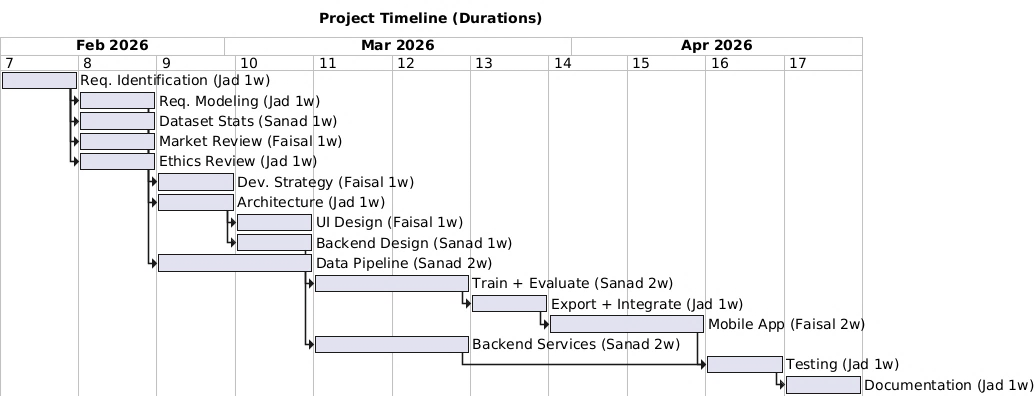 Project Timeline (Durations)
Feb 2026 Mar 2026 Apr 2026
7 8 9 10 11 12 13 14 15 16 17
Req. Identification (Jad 1w)
Req. Modeling (Jad 1w)
Dataset Stats (Sanad 1w)
Market Review (Faisal 1w)
Ethics Review (Jad 1w)
Dev. Strategy (Faisal 1w)
Architecture (Jad 1w)
UI Design (Faisal 1w)
Backend Design (Sanad 1w)
Data Pipeline (Sanad 2w)
Train + Evaluate (Sanad 2w)
Export + Integrate (Jad 1w)
Mobile App (Faisal 2w)
Backend Services (Sanad 2w)
Testing (Jad 1w)
Documentation (Jad 1w)